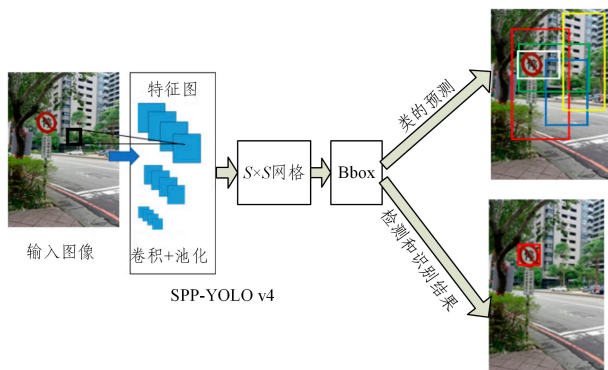 特征图
类的预测
S×S网格
Bbox
输入图像
卷积+池化
检测和识别结果
SPP-YOLO v4